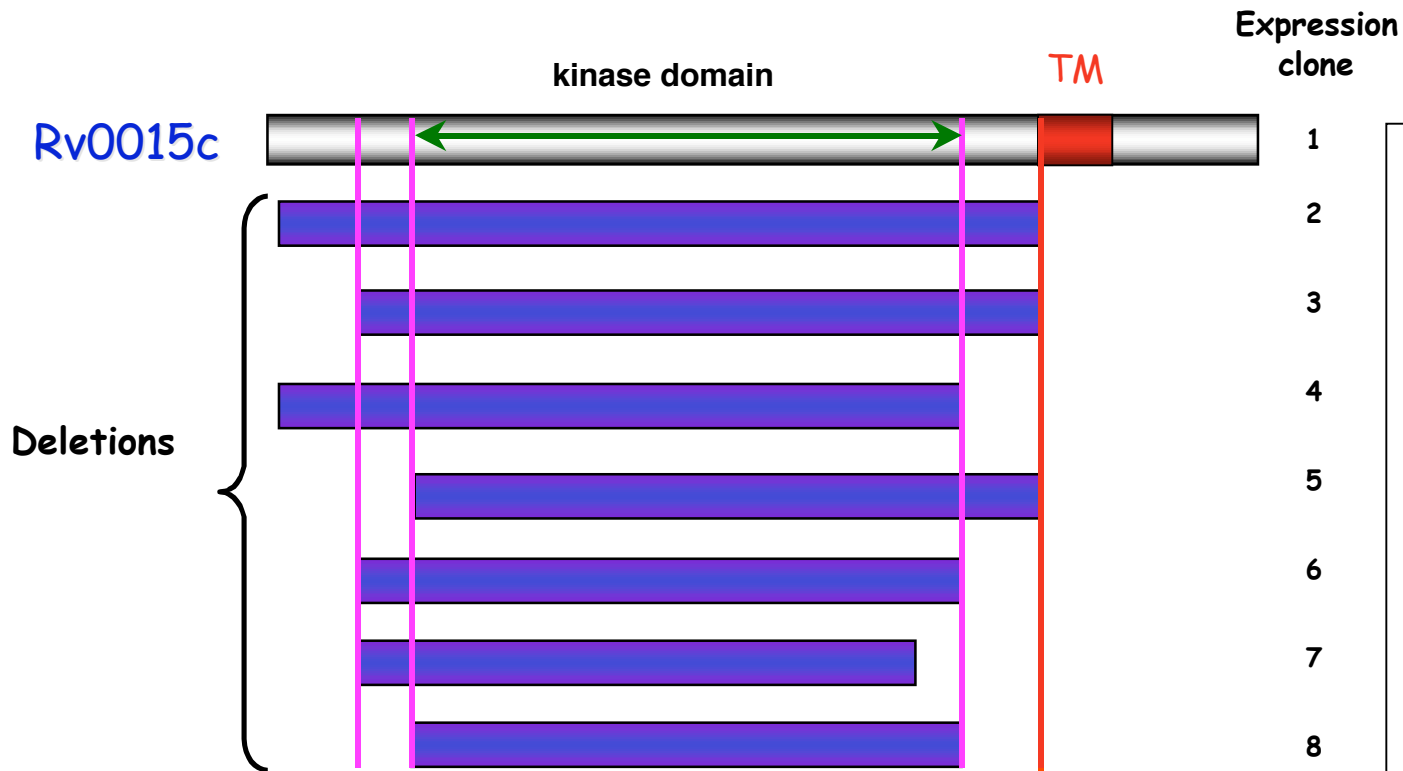 Expression
clone
kinase domain
TM
Rv0015c
1
2
3
4
Deletions
5
6
7
8